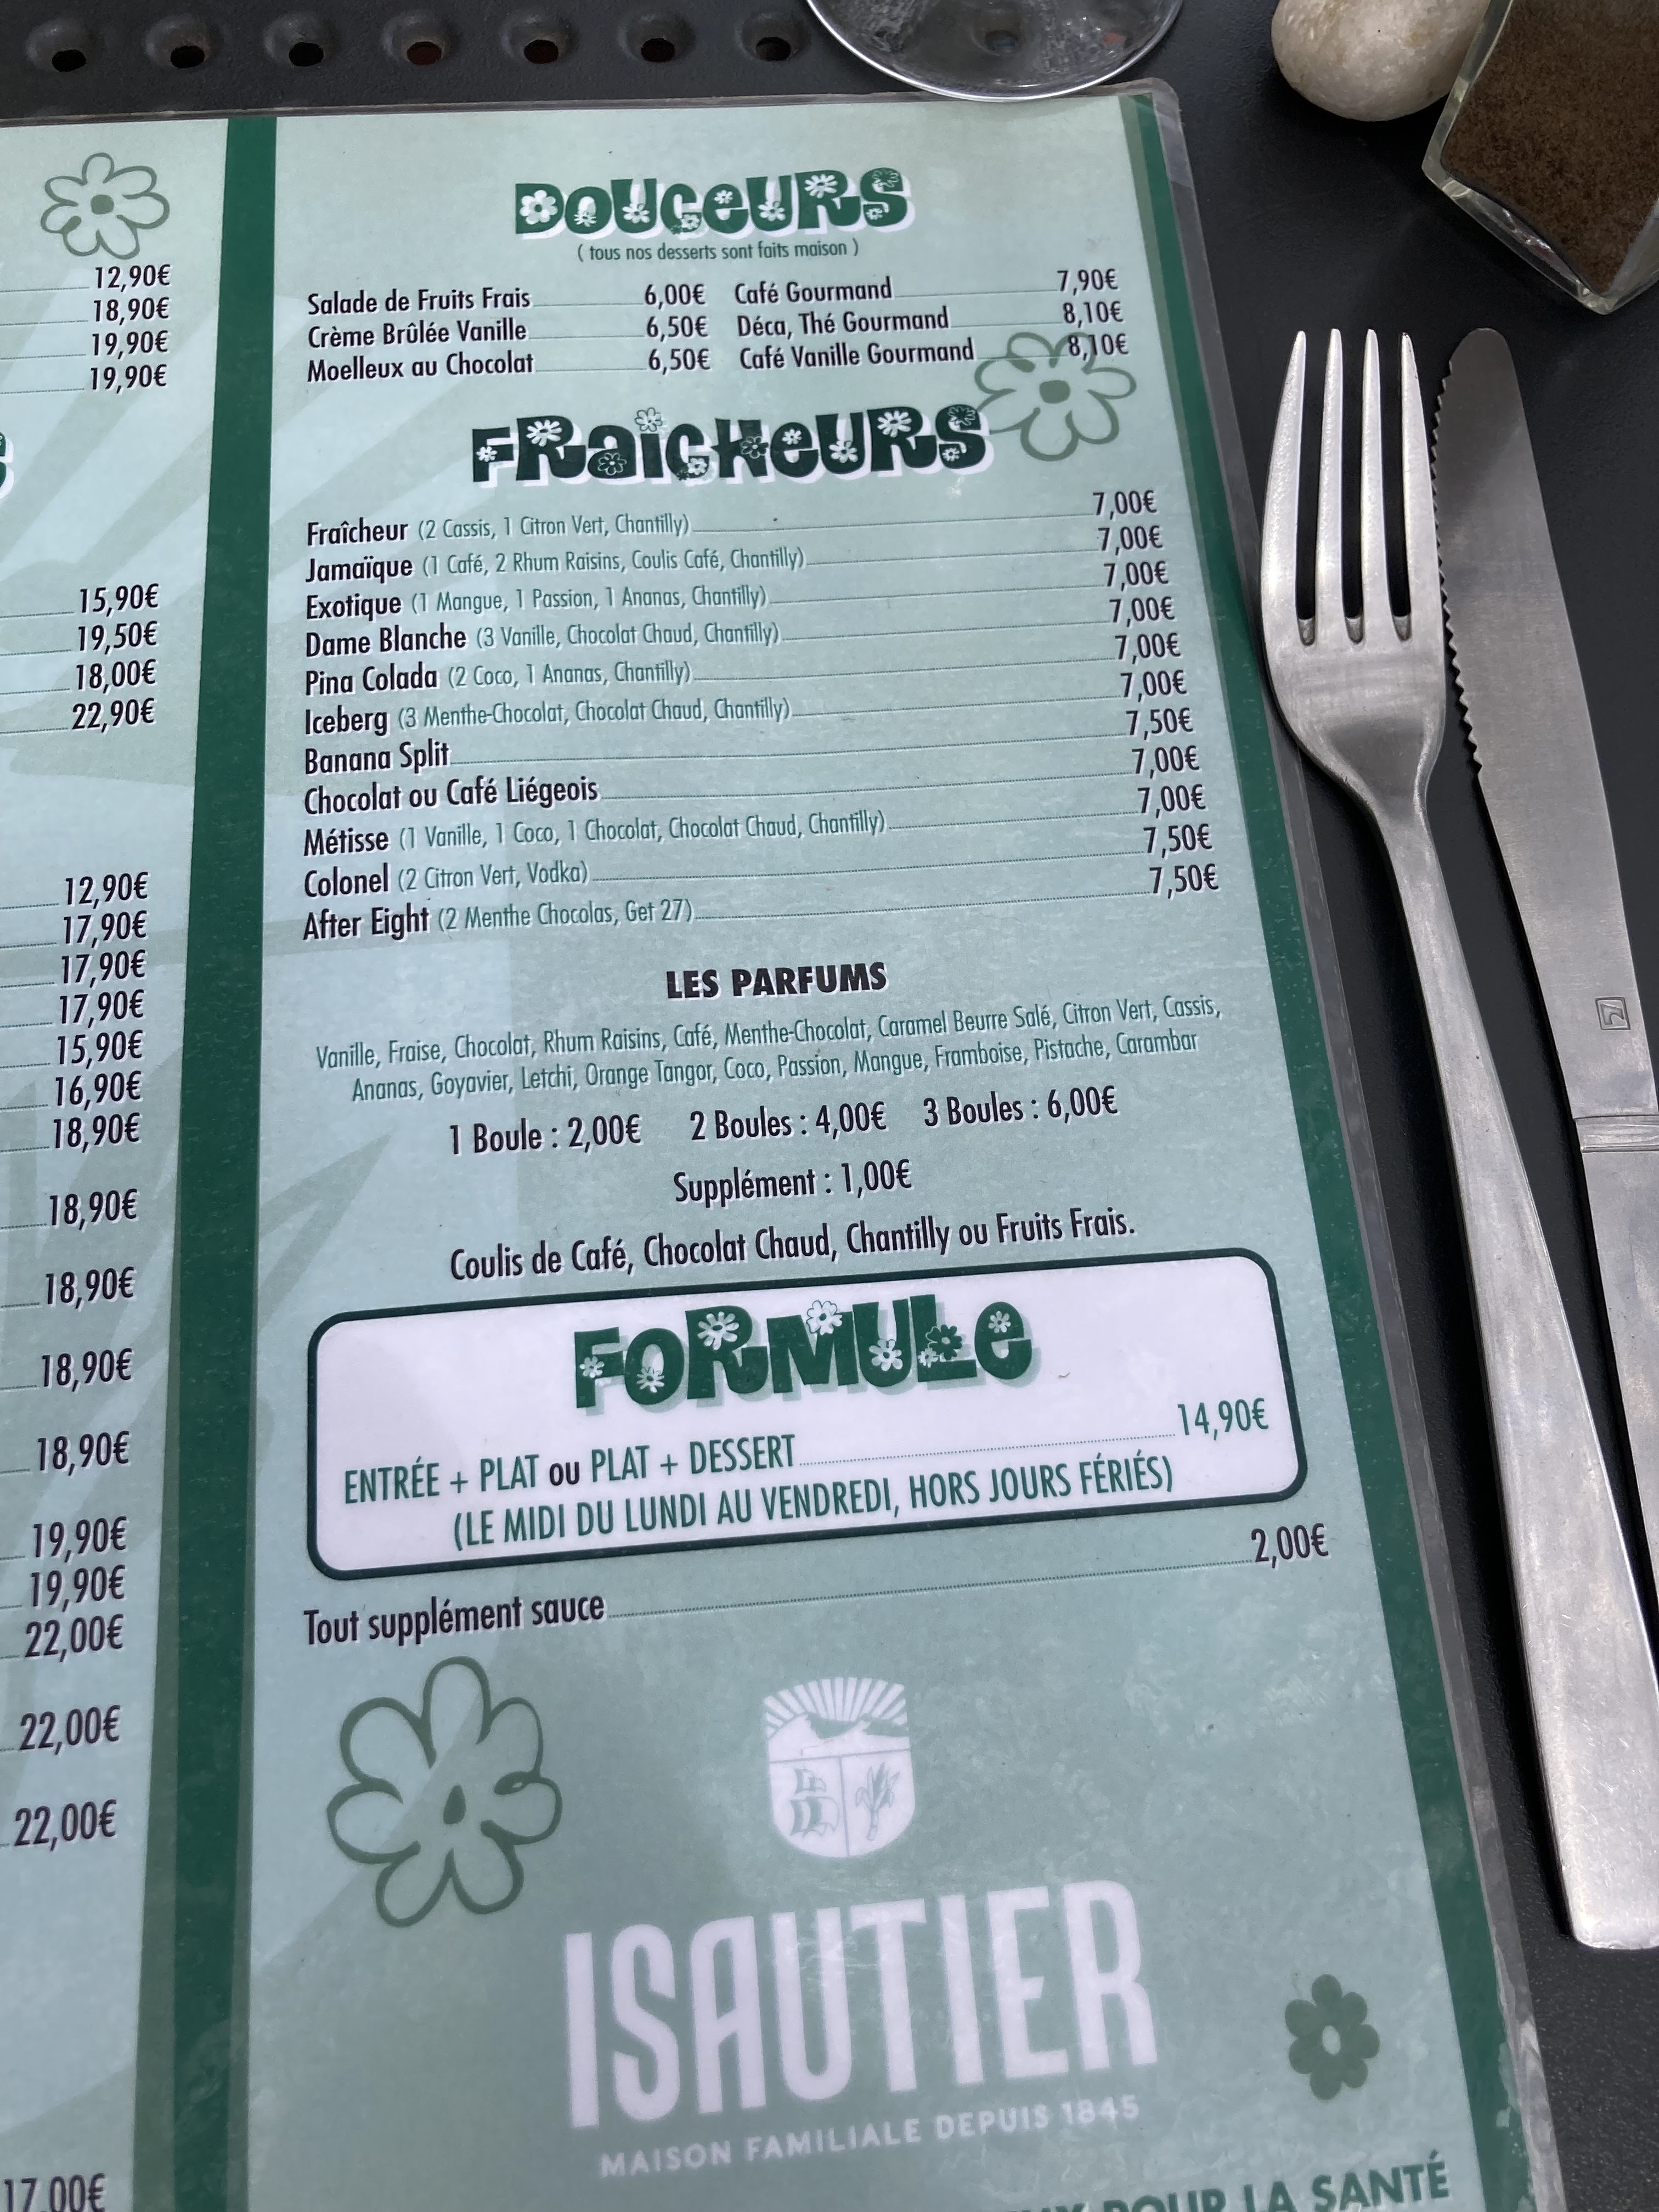 12,90€
18,90€
19,90€
19,90€
15,90€
19,50€
18,00€
22,90€
12,90€
17,90€
17,90€
17,90€
15,90€
16,90€
18,90€
18,90€
18,90€
18,90€
18,90€
19,90€
19,90€
22,00€
22,00€
22,00€
17,00€
DOUCEURS
( tous nos desserts sont faits maison )
Salade de Fruits Frais 6,00€ Café Gourmand 7,90€
Crème Brûlée Vanille 6,50€ Déca, Thé Gourmand 8,10€
Moelleux au Chocolat 6,50€ Café Vanille Gourmand 8,10€
FRAÎCHEURS
Fraîcheur (2 Cassis, 1 Citron Vert, Chantilly) 7,00€
Jamaïque (1 Café, 2 Rhum Raisins, Coulis Café, Chantilly) 7,00€
Exotique (1 Mangue, 1 Passion, 1 Ananas, Chantilly) 7,00€
Dame Blanche (3 Vanille, Chocolat Chaud, Chantilly) 7,00€
Pina Colada (2 Coco, 1 Ananas, Chantilly) 7,00€
Iceberg (3 Menthe-Chocolat, Chocolat Chaud, Chantilly) 7,00€
Banana Split 7,50€
Chocolat ou Café Liégeois 7,00€
Métisse (1 Vanille, 1 Coco, 1 Chocolat, Chocolat Chaud, Chantilly) 7,00€
Colonel (2 Citron Vert, Vodka) 7,50€
After Eight (2 Menthe Chocolas, Get 27) 7,50€
LES PARFUMS
Vanille, Fraise, Chocolat, Rhum Raisins, Café, Menthe-Chocolat, Caramel Beurre Salé, Citron Vert, Cassis,
Ananas, Goyavier, Letchi, Orange Tangor, Coco, Passion, Mangue, Framboise, Pistache, Carambar
1 Boule : 2,00€ 2 Boules : 4,00€ 3 Boules : 6,00€
Supplément : 1,00€
Coulis de Café, Chocolat Chaud, Chantilly ou Fruits Frais.
FORMULE
ENTRÉE + PLAT ou PLAT + DESSERT 14,90€
(LE MIDI DU LUNDI AU VENDREDI, HORS JOURS FÉRIÉS)
Tout supplément sauce 2,00€
ISAUTIER
MAISON FAMILIALE DEPUIS 1845
POUR LA SANTÉ